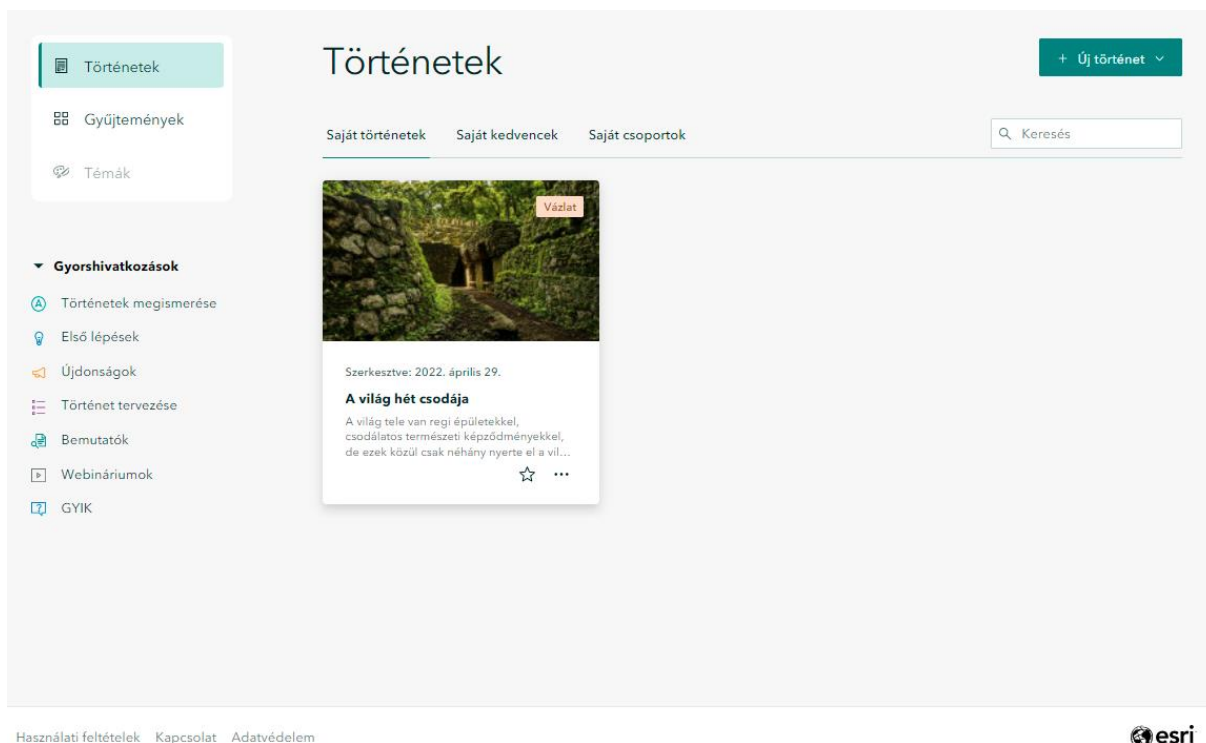 Történetek
Gyűjtemények
Témák
Gyorshivatkozások
Történetek megismerése
Első lépések
Újdonságok
Történet tervezése
Bemutatók
Webináriumok
GYIK
Történetek
+ Új történet
Saját történetek Saját kedvencek Saját csoportok
Keresés
Vázlat
Szerkesztve: 2022. április 29.
A világ hét csodája
A világ tele van regi épületekkel,
csodálatos természeti képződményekkel,
de ezek közül csak néhány nyerte el a vil...
Használati feltételek Kapcsolat Adatvédelem
esri